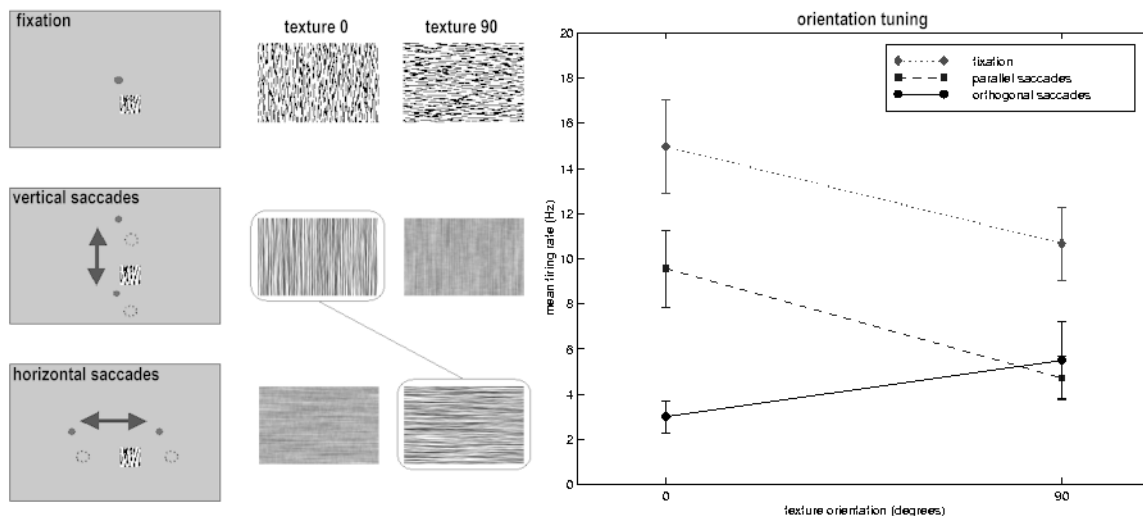 fixation
texture 0
texture 90
vertical saccades
horizontal saccades
orientation tuning
20
18
16
14
12
10
8
6
4
2
0
mean firing rate (Hz)
fixation
parallel saccades
orthogonal saccades
0
90
texture orientation (degrees)